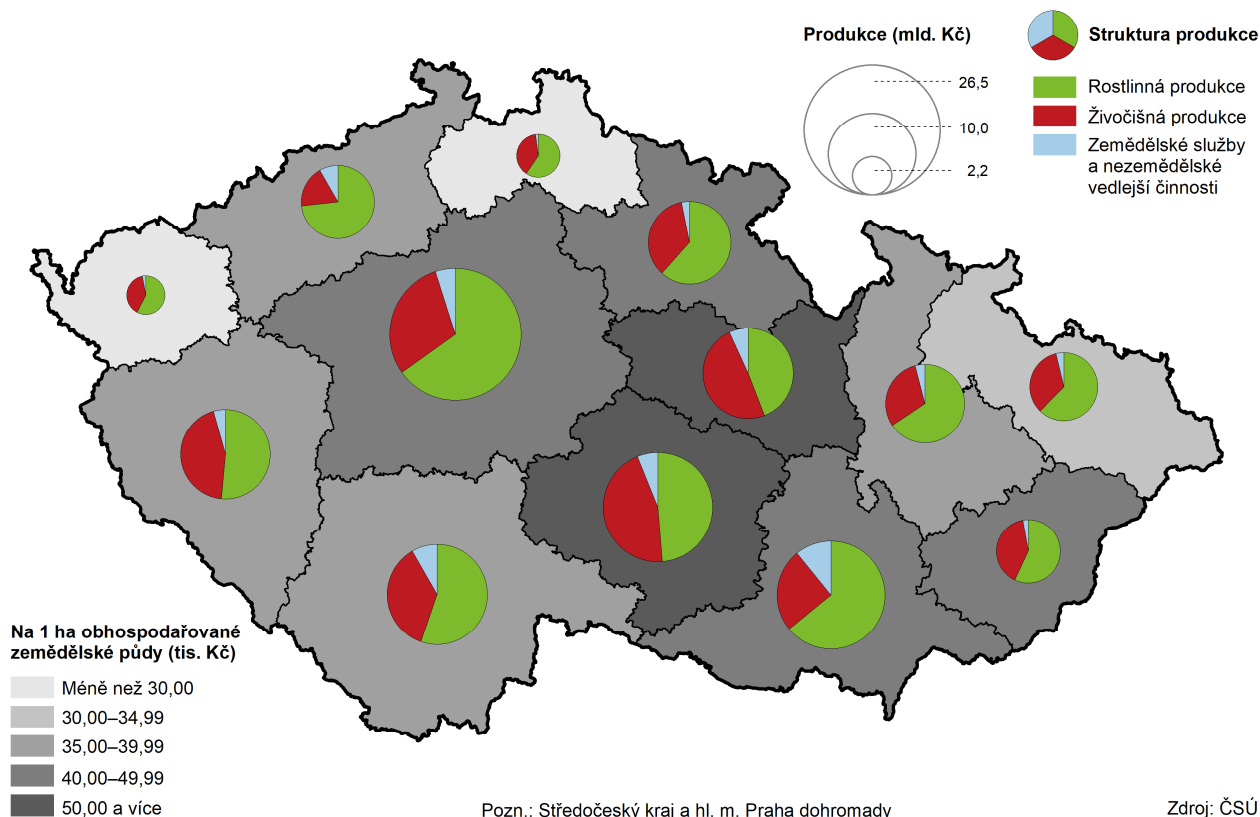 Produkce (mld. Kč)
26,5
10,0
2,2
Struktura produkce
Rostlinná produkce
Živočišná produkce
Zemědělské služby
a nezemědělské
vedlejší činnosti
Na 1 ha obhospodařované
zemědělské půdy (tis. Kč)
Méně než 30,00
30,00–34,99
35,00–39,99
40,00–49,99
50,00 a více
Pozn.: Středočeský kraj a hl. m. Praha dohromady
Zdroj: ČSÚ